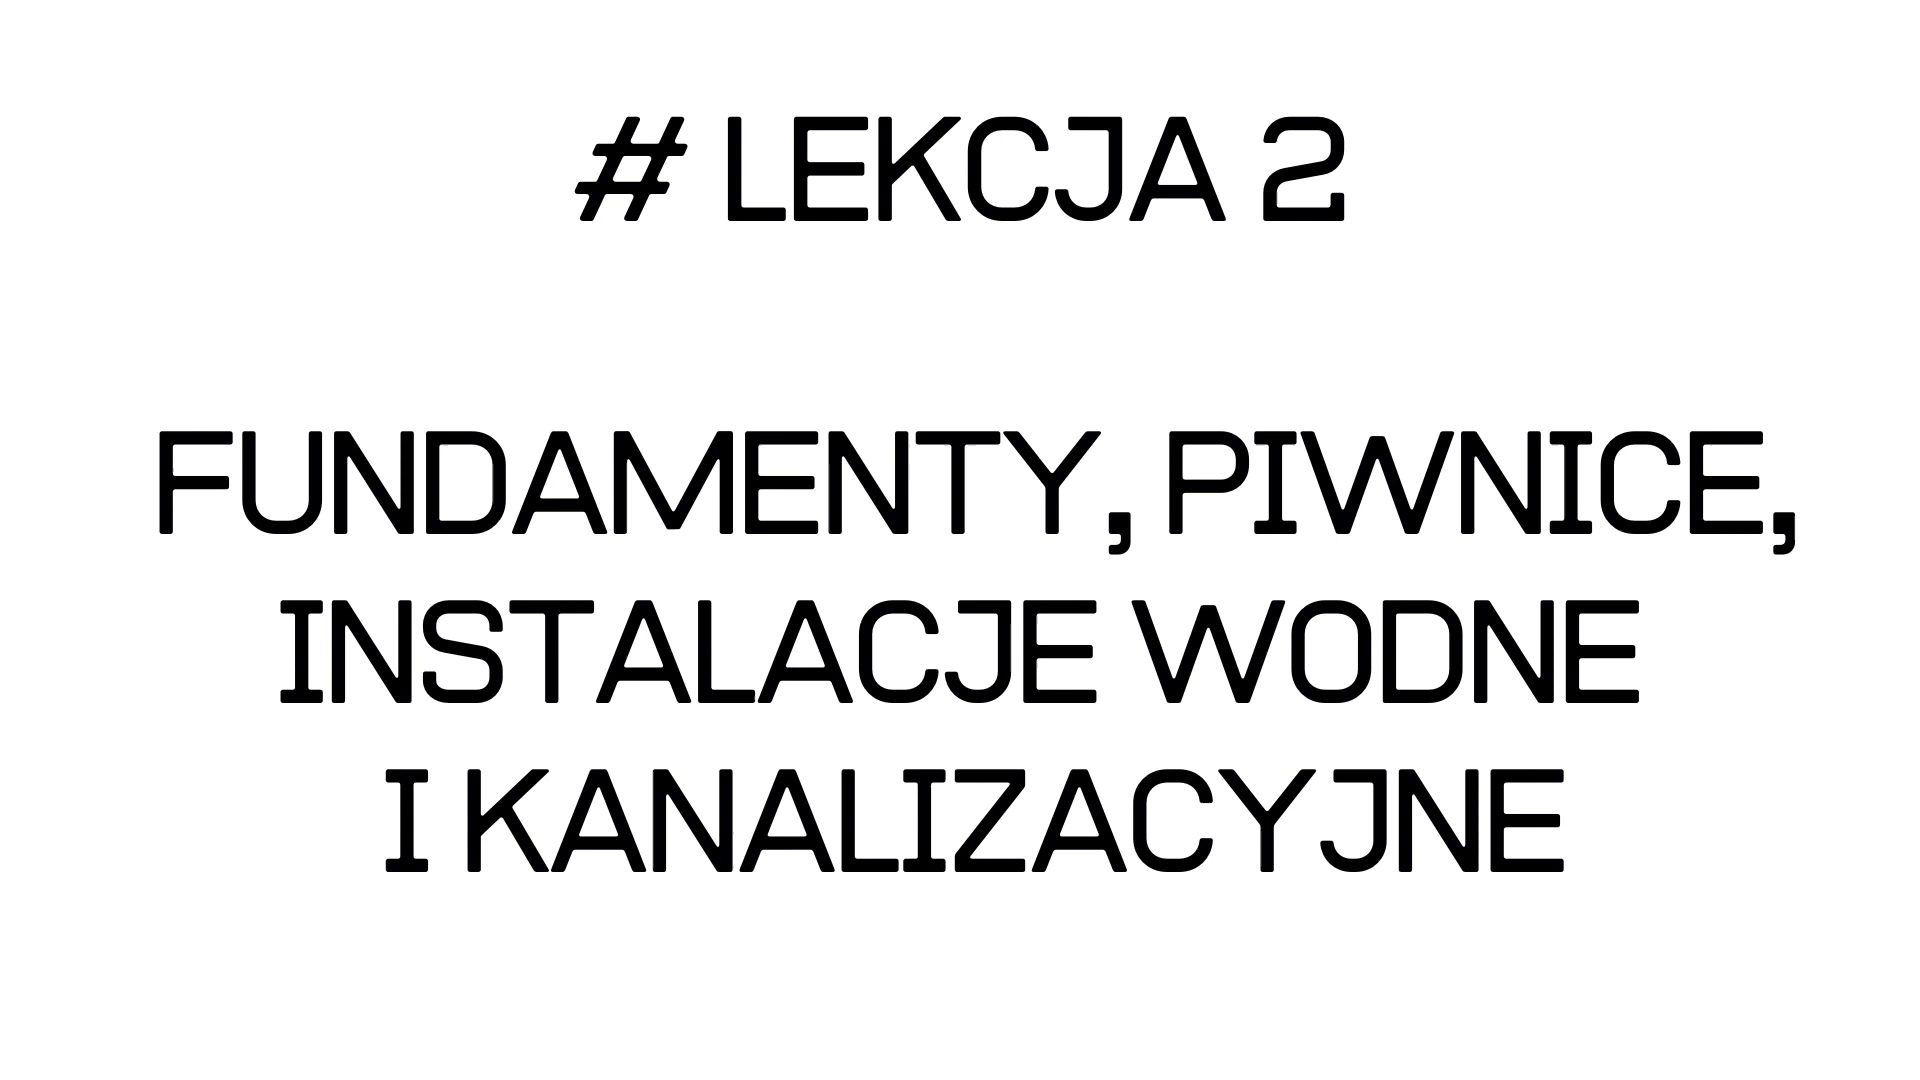 # LEKCJA 2
FUNDAMENTY, PIWNICE,
INSTALACJE WODNE
I KANALIZACYJNE